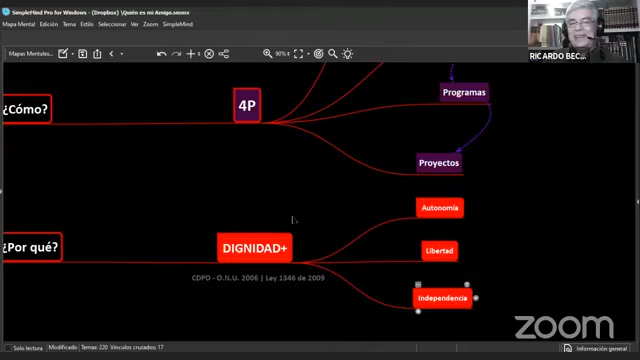 SimpleMind Pro for Windows - (Dropbox) \Quién es mi Amigo.smmx
Mapa Mental Edición Tema Estilo Seleccionar Ver Zoom SimpleMind
Mapas Mentales...
80%
RICARDO BEC...
Programas
¿Cómo?
4P
Proyectos
Autonomía
¿Por qué?
DIGNIDAD+
Libertad
CDPD - O.N.U. 2006 | Ley 1346 de 2009
Independencia
zoom
Solo lectura Modificado Temas: 220 Vínculos cruzados: 17 Información general